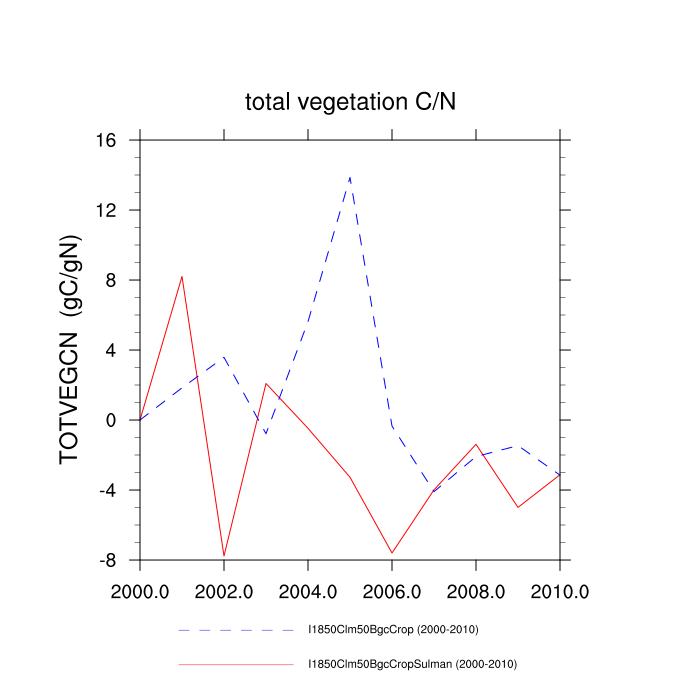 total vegetation C/N
TOTVEGCN (gC/gN)
16
12
8
4
0
-4
-8
2000.0 2002.0 2004.0 2006.0 2008.0 2010.0
I1850Clm50BgcCrop (2000-2010)
I1850Clm50BgcCropSulman (2000-2010)